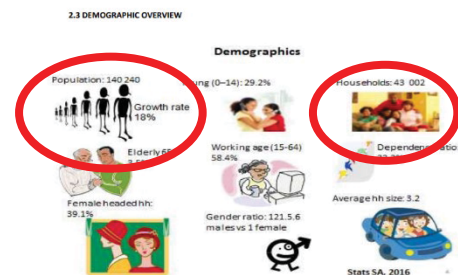 2.3 DEMOGRAPHIC OVERVIEW
Demographics
Population: 140 240
Growth rate
18%
(0–14): 29.2%
Households: 43 002
Elderly
Working age (15-64)
58.4%
Female headed hh:
39.1%
Gender ratio: 121.5.6
males vs 1 female
Average hh size: 3.2
Stats SA, 2016